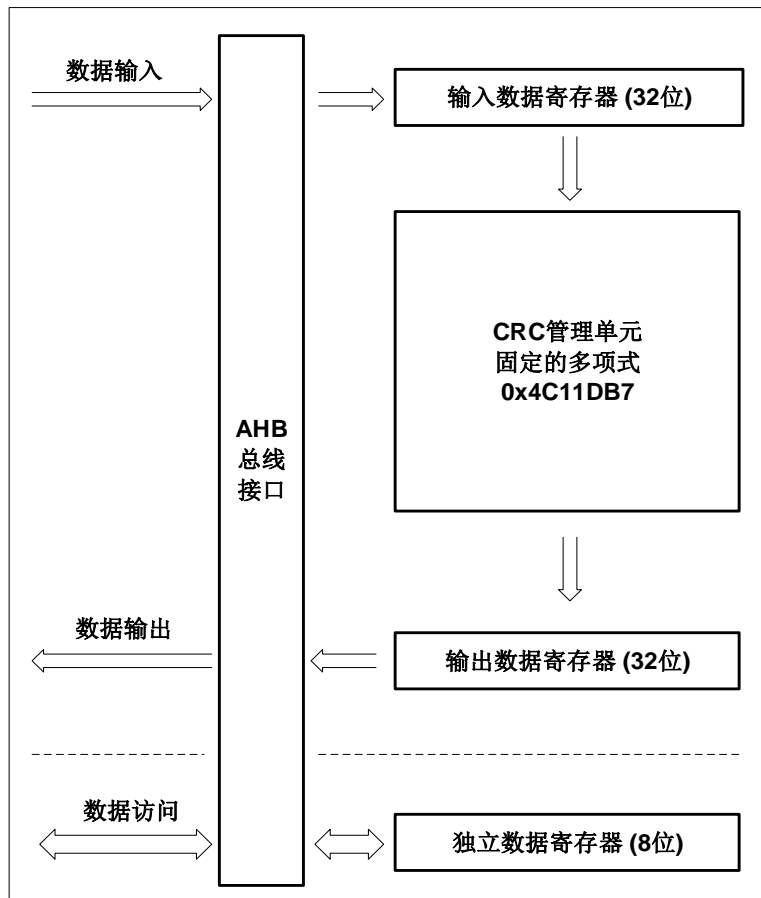 数据输入
输入数据寄存器 (32位)
CRC管理单元
固定的多项式
0x4C11DB7
AHB
总线
接口
数据输出
输出数据寄存器 (32位)
数据访问
独立数据寄存器 (8位)